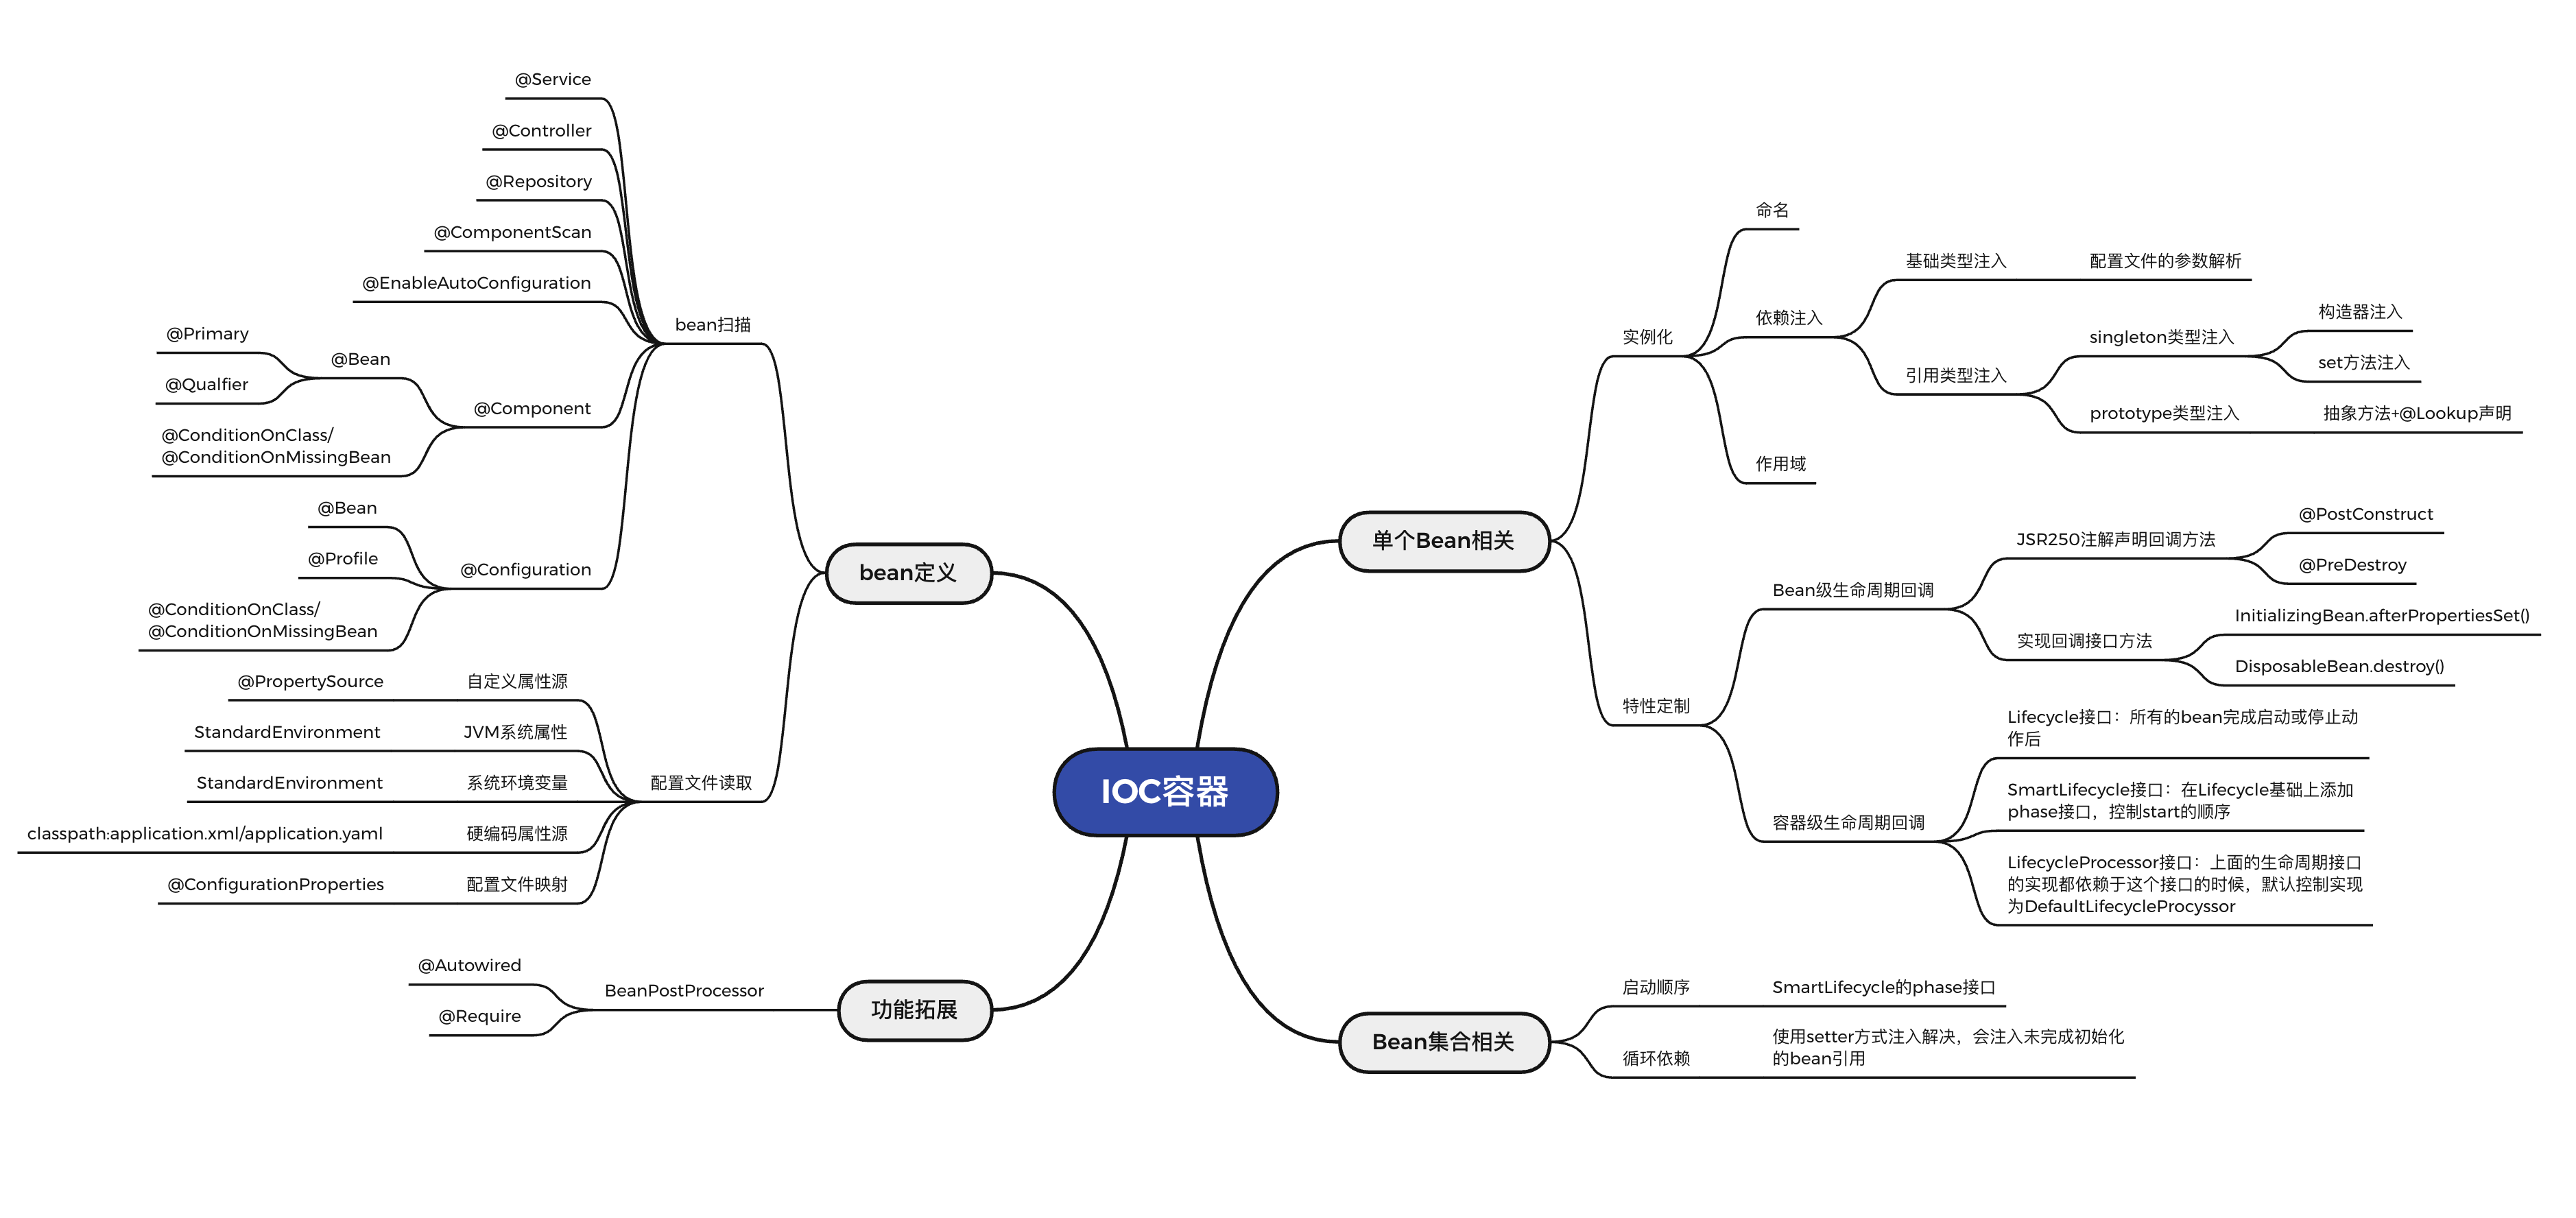 @Service
@Controller
@Repository
@ComponentScan
@EnableAutoConfiguration
@Primary
@Bean
@Qualfier
@Component
@ConditionOnClass/
@ConditionOnMissingBean
bean扫描
@Bean
@Profile
@Configuration
@ConditionOnClass/
@ConditionOnMissingBean
bean定义
@PropertySource
自定义属性源
StandardEnvironment
JVM系统属性
StandardEnvironment
系统环境变量
配置文件读取
classpath:application.xml/application.yaml
硬编码属性源
@ConfigurationProperties
配置文件映射
@Autowired
BeanPostProcessor
@Require
功能拓展
IOC容器
单个Bean相关
实例化
命名
依赖注入
基础类型注入
配置文件的参数解析
引用类型注入
singleton类型注入
构造器注入
set方法注入
prototype类型注入
抽象方法+@Lookup声明
作用域
特性定制
Bean级生命周期回调
JSR250注解声明回调方法
@PostConstruct
@PreDestroy
实现回调接口方法
InitializingBean.afterPropertiesSet()
DisposableBean.destroy()
容器级生命周期回调
Lifecycle接口：所有的bean完成启动或停止动
作后
SmartLifecycle接口：在Lifecycle基础上添加
phase接口，控制start的顺序
LifecycleProcessor接口：上面的生命周期接口
的实现都依赖于这个接口的时候，默认控制实现
为DefaultLifecycleProcyssor
Bean集合相关
启动顺序
SmartLifecycle的phase接口
循环依赖
使用setter方式注入解决，会注入未完成初始化
的bean引用